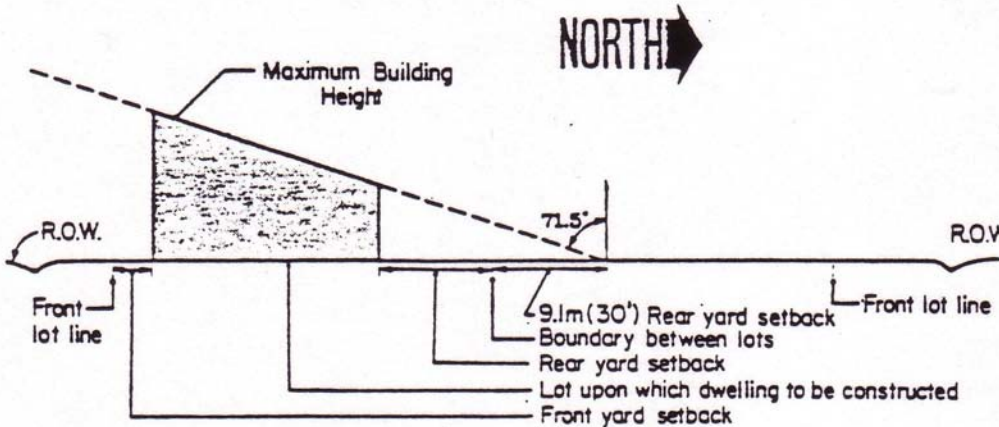 NORTH
Maximum Building
Height
71.5°
R.O.W.
R.O.W
Front
lot line
9.1m(30') Rear yard setback
Front lot line
Boundary between lots
Rear yard setback
Lot upon which dwelling to be constructed
Front yard setback